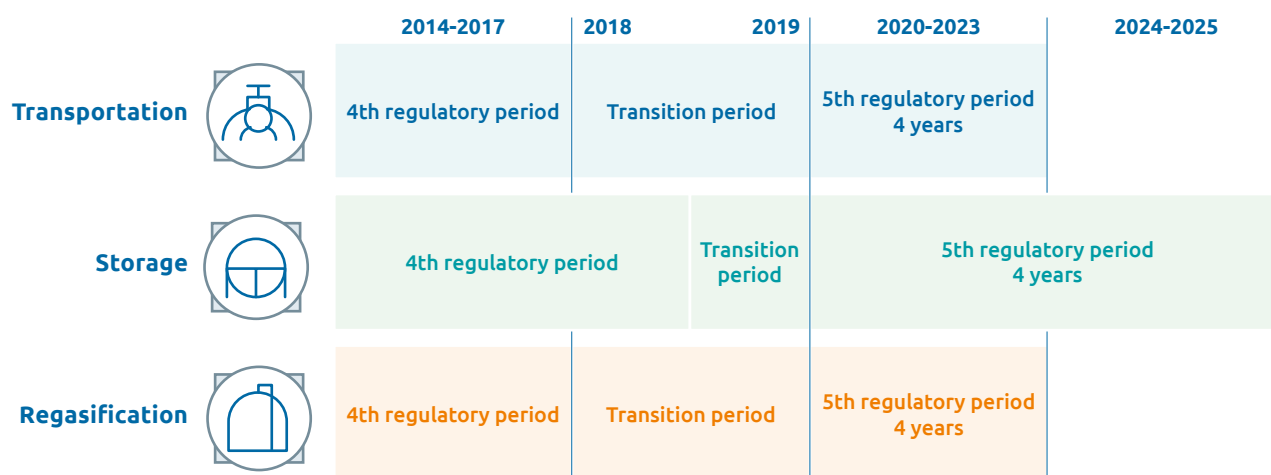 2014-2017 2018 2019 2020-2023 2024-2025
Transportation
4th regulatory period
Transition period
5th regulatory period
4 years
Storage
4th regulatory period
Transition
period
5th regulatory period
4 years
Regasification
4th regulatory period
Transition period
5th regulatory period
4 years